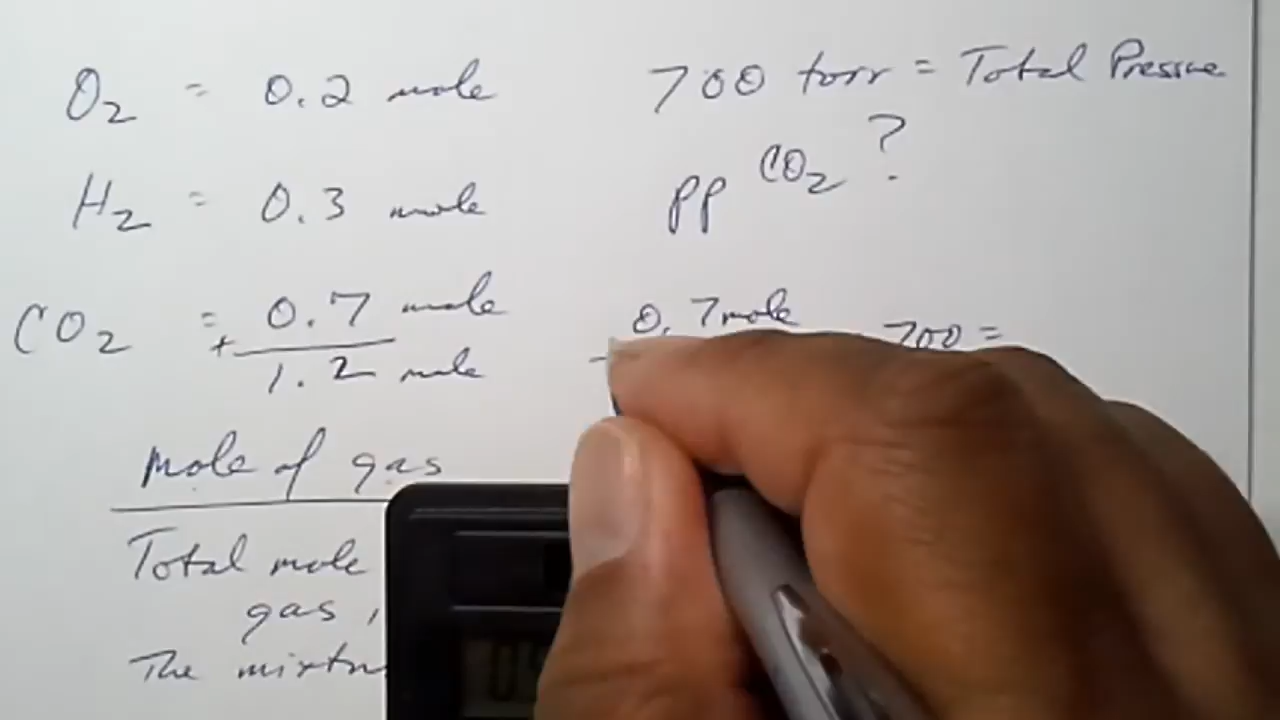 O2 = 0.2 mole
H2 = 0.3 mole
CO2 = 0.7 mole
+
1.2 mole
mole of gas
Total mole
gas,
The
700 torr = Total Pressure
pp CO2 ?
0.7 mole 700 =